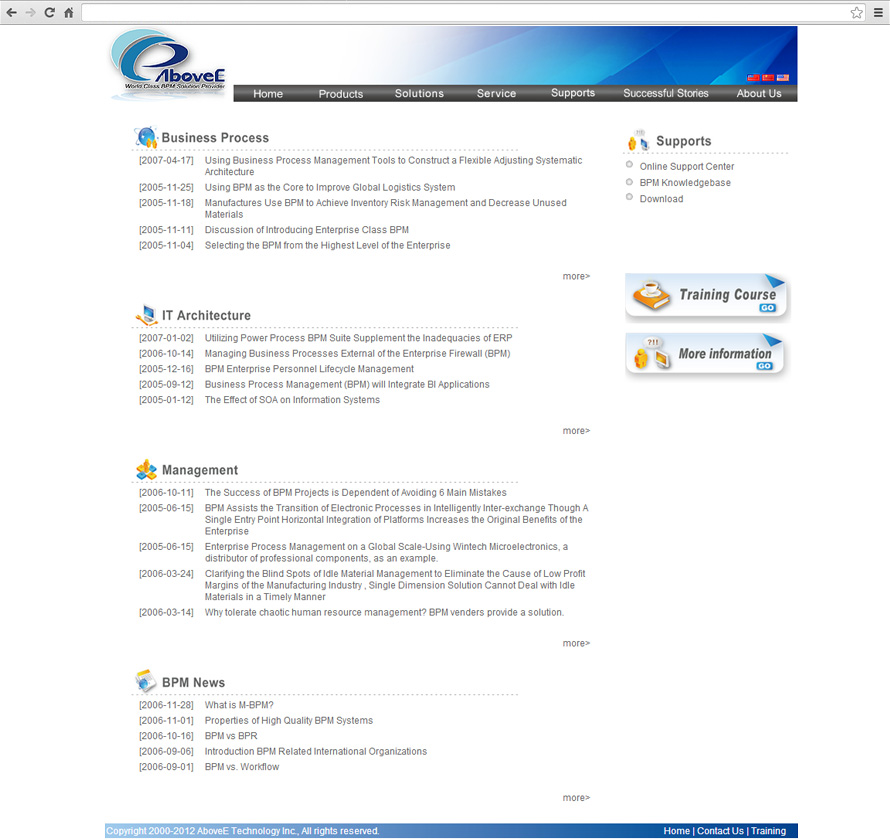 AboveE
World Class BPM Solution Provider
Home Products Solutions Service Supports Successful Stories About Us
Business Process
[2007-04-17] Using Business Process Management Tools to Construct a Flexible Adjusting Systematic
Architecture
[2005-11-25] Using BPM as the Core to Improve Global Logistics System
[2005-11-18] Manufactures Use BPM to Achieve Inventory Risk Management and Decrease Unused
Materials
[2005-11-11] Discussion of Introducing Enterprise Class BPM
[2005-11-04] Selecting the BPM from the Highest Level of the Enterprise
more>
IT Architecture
[2007-01-02] Utilizing Power Process BPM Suite Supplement the Inadequacies of ERP
[2006-10-14] Managing Business Processes External of the Enterprise Firewall (BPM)
[2005-12-16] BPM Enterprise Personnel Lifecycle Management
[2005-09-12] Business Process Management (BPM) will Integrate BI Applications
[2005-01-12] The Effect of SOA on Information Systems
more>
Management
[2006-10-11] The Success of BPM Projects is Dependent of Avoiding 6 Main Mistakes
[2005-06-15] BPM Assists the Transition of Electronic Processes in Intelligently Inter-exchange Though A
Single Entry Point Horizontal Integration of Platforms Increases the Original Benefits of the
Enterprise
[2005-06-15] Enterprise Process Management on a Global Scale-Using Wintech Microelectronics, a
distributor of professional components, as an example.
[2006-03-24] Clarifying the Blind Spots of Idle Material Management to Eliminate the Cause of Low Profit
Margins of the Manufacturing Industry , Single Dimension Solution Cannot Deal with Idle
Materials in a Timely Manner
[2006-03-14] Why tolerate chaotic human resource management? BPM venders provide a solution.
more>
BPM News
[2006-11-28] What is M-BPM?
[2006-11-01] Properties of High Quality BPM Systems
[2006-10-16] BPM vs BPR
[2006-09-06] Introduction BPM Related International Organizations
[2006-09-01] BPM vs. Workflow
more>
Supports
Online Support Center
BPM Knowledgebase
Download
Training Course
GO
?!!
More information
GO
Copyright 2000-2012 AboveE Technology Inc., All rights reserved.
Home | Contact Us | Training